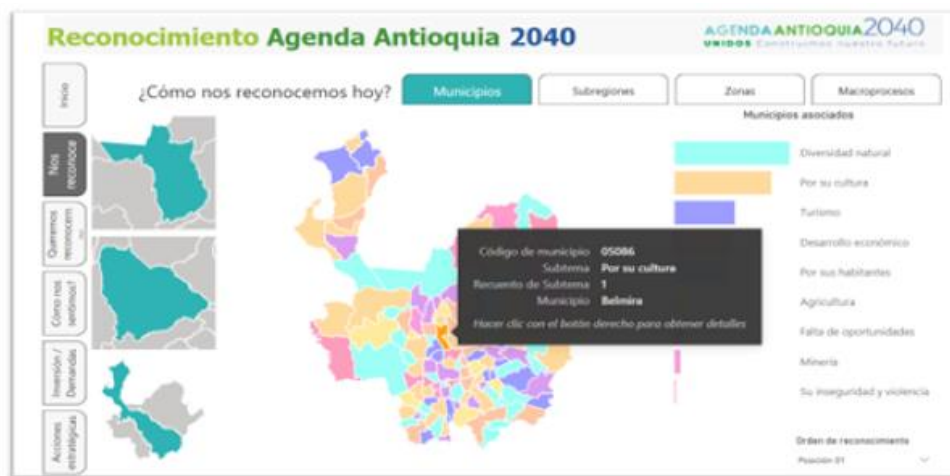 Reconocimiento Agenda Antioquia 2040
AGENDA ANTIOQUIA 2040
UNIDOS Construimos nuestro futuro
Inicio
Nos reconoce
Queremos reconocern
Cómo nos sentimos?
Inversión / Demandas
Acciones estratégicas
¿Cómo nos reconocemos hoy?
Municipios
Subregiones
Zonas
Macroprocesos
Municipios asociados
Diversidad natural
Por su cultura
Turismo
Desarrollo económico
Por sus habitantes
Agricultura
Falta de oportunidades
Minería
Su inseguridad y violencia
Código de municipio 05086
Subtema Por su cultura
Recuento de Subtema 1
Municipio Belmira
Hacer clic con el botón derecho para obtener detalles
Orden de reconocimiento
Posición 01